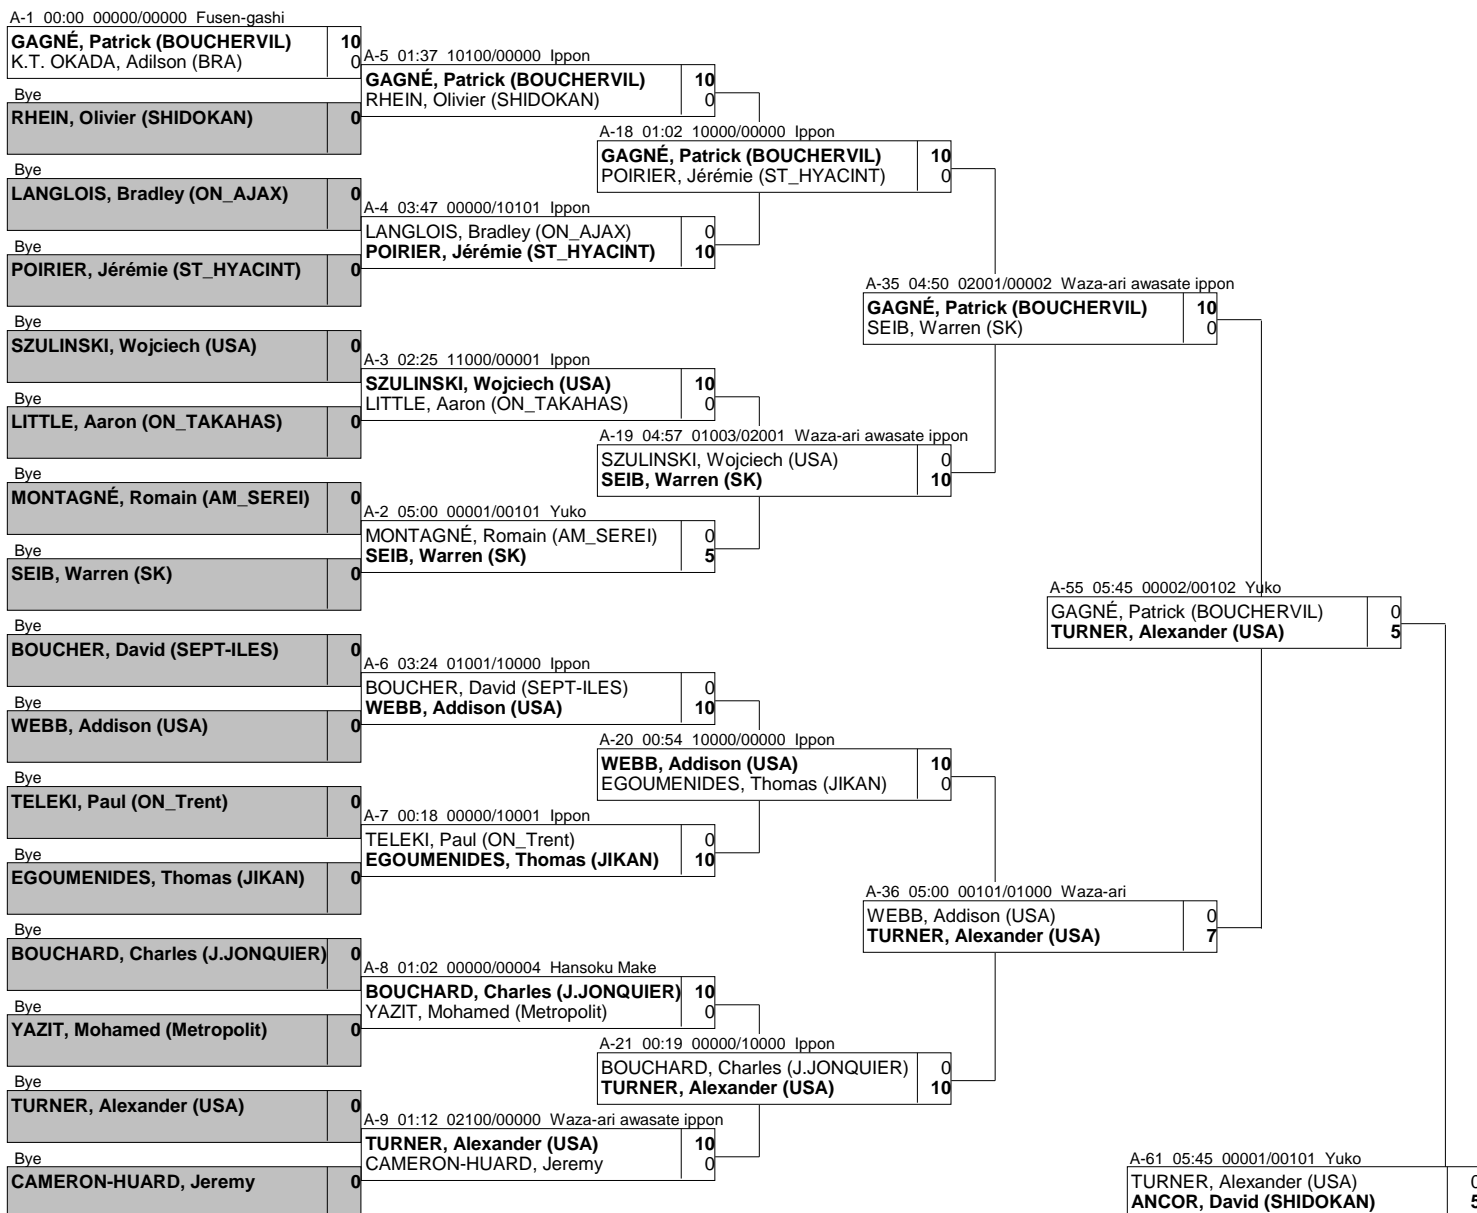 A-1 00:00 00000/00000 Fusen-gashi
GAGNÉ, Patrick (BOUCHERVIL) 10
K.T. OKADA, Adilson (BRA) 0
Bye
RHEIN, Olivier (SHIDOKAN) 0
Bye
LANGLOIS, Bradley (ON_AJAX) 0
Bye
POIRIER, Jérémie (ST_HYACINT) 0
Bye
SZULINSKI, Wojciech (USA) 0
Bye
LITTLE, Aaron (ON_TAKAHAS) 0
Bye
MONTAGNÉ, Romain (AM_SEREI) 0
Bye
SEIB, Warren (SK) 0
Bye
BOUCHER, David (SEPT-ILES) 0
Bye
WEBB, Addison (USA) 0
Bye
TELEKI, Paul (ON_Trent) 0
Bye
EGOUMENIDES, Thomas (JIKAN) 0
Bye
BOUCHARD, Charles (J.JONQUIER) 0
Bye
YAZIT, Mohamed (Metropolit) 0
Bye
TURNER, Alexander (USA) 0
Bye
CAMERON-HUARD, Jeremy 0
A-5 01:37 10100/00000 Ippon
GAGNÉ, Patrick (BOUCHERVIL) 10
RHEIN, Olivier (SHIDOKAN) 0
A-4 03:47 00000/10101 Ippon
LANGLOIS, Bradley (ON_AJAX) 0
POIRIER, Jérémie (ST_HYACINT) 10
A-3 02:25 11000/00001 Ippon
SZULINSKI, Wojciech (USA) 10
LITTLE, Aaron (ON_TAKAHAS) 0
A-2 05:00 00001/00101 Yuko
MONTAGNÉ, Romain (AM_SEREI) 0
SEIB, Warren (SK) 5
A-6 03:24 01001/10000 Ippon
BOUCHER, David (SEPT-ILES) 0
WEBB, Addison (USA) 10
A-7 00:18 00000/10001 Ippon
TELEKI, Paul (ON_Trent) 0
EGOUMENIDES, Thomas (JIKAN) 10
A-8 01:02 00000/00004 Hansoku Make
BOUCHARD, Charles (J.JONQUIER) 10
YAZIT, Mohamed (Metropolit) 0
A-9 01:12 02100/00000 Waza-ari awasate ippon
TURNER, Alexander (USA) 10
CAMERON-HUARD, Jeremy 0
A-18 01:02 10000/00000 Ippon
GAGNÉ, Patrick (BOUCHERVIL) 10
POIRIER, Jérémie (ST_HYACINT) 0
A-19 04:57 01003/02001 Waza-ari awasate ippon
SZULINSKI, Wojciech (USA) 0
SEIB, Warren (SK) 10
A-20 00:54 10000/00000 Ippon
WEBB, Addison (USA) 10
EGOUMENIDES, Thomas (JIKAN) 0
A-21 00:19 00000/10000 Ippon
BOUCHARD, Charles (J.JONQUIER) 0
TURNER, Alexander (USA) 10
A-35 04:50 02001/00002 Waza-ari awasate ippon
GAGNÉ, Patrick (BOUCHERVIL) 10
SEIB, Warren (SK) 0
A-36 05:00 00101/01000 Waza-ari
WEBB, Addison (USA) 0
TURNER, Alexander (USA) 7
A-55 05:45 00002/00102 Yuko
GAGNÉ, Patrick (BOUCHERVIL) 0
TURNER, Alexander (USA) 5
A-61 05:45 00001/00101 Yuko
TURNER, Alexander (USA) 0
ANCOR, David (SHIDOKAN) 5